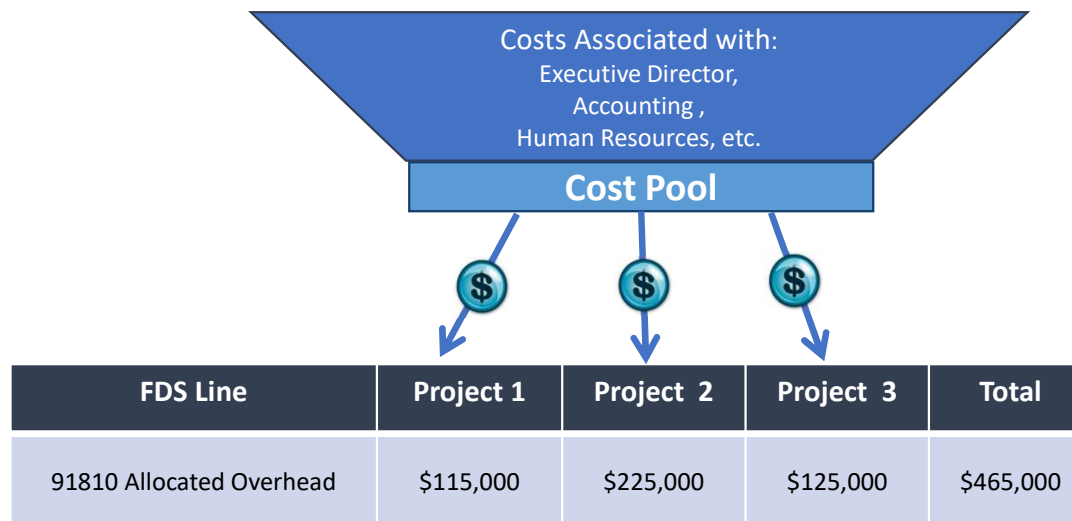 Costs Associated with:
Executive Director,
Accounting ,
Human Resources, etc.
Cost Pool
$ $ $
FDS Line Project 1 Project 2 Project 3 Total
91810 Allocated Overhead $115,000 $225,000 $125,000 $465,000